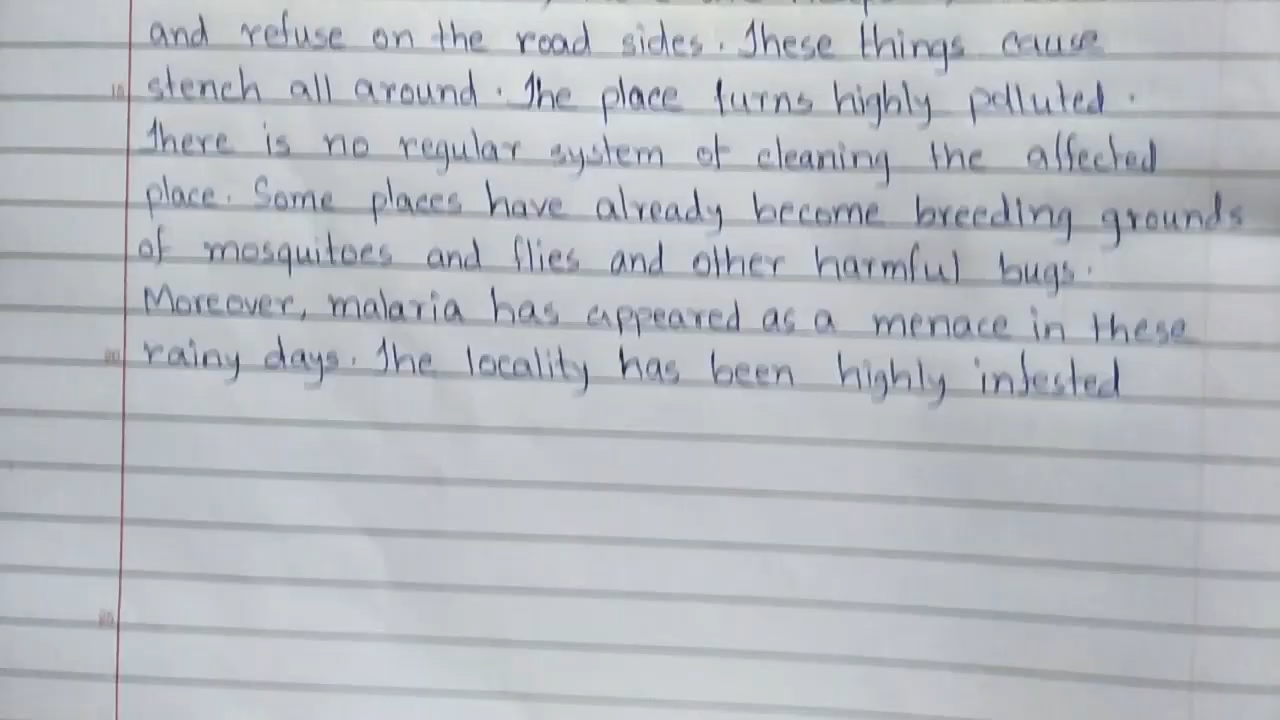 and refuse on the road sides. These things cause
stench all around. The place turns highly polluted.
There is no regular system of cleaning the affected
place. Some places have already become breeding grounds
of mosquitoes and flies and other harmful bugs.
Moreover, malaria has appeared as a menace in these
rainy days. The locality has been highly infested